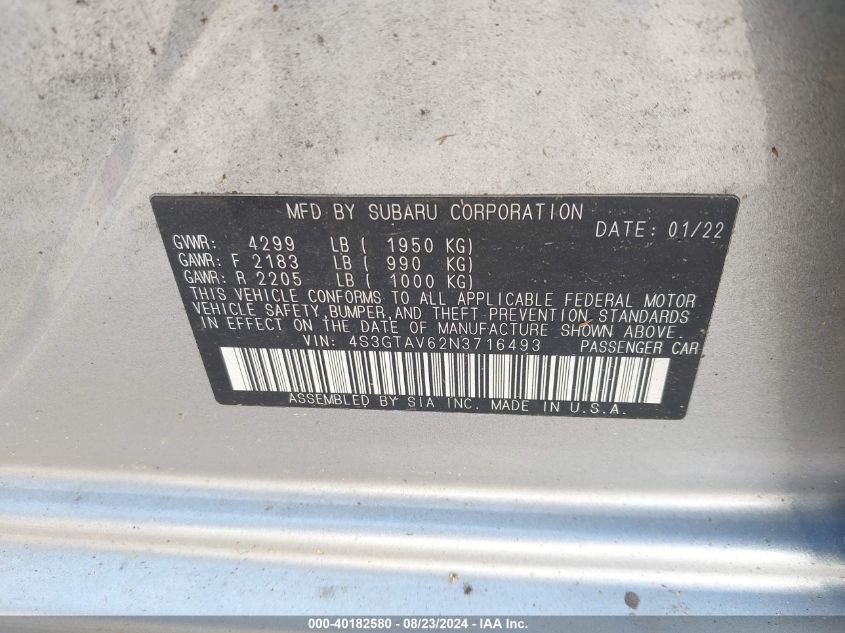 MFD BY SUBARU CORPORATION
DATE: 01/22
GVWR: 4299 LB ( 1950 KG)
GAWR: F 2183 LB ( 990 KG)
GAWR: R 2205 LB ( 1000 KG)
THIS VEHICLE CONFORMS TO ALL APPLICABLE FEDERAL MOTOR
VEHICLE SAFETY,BUMPER,AND THEFT PREVENTION STANDARDS
IN EFFECT ON THE DATE OF MANUFACTURE SHOWN ABOVE.
VIN: 4S3GTAV62N3716493 PASSENGER CAR
ASSEMBLED BY SIA INC. MADE IN U.S.A.
000-40182580 - 08/23/2024 - IAA Inc.